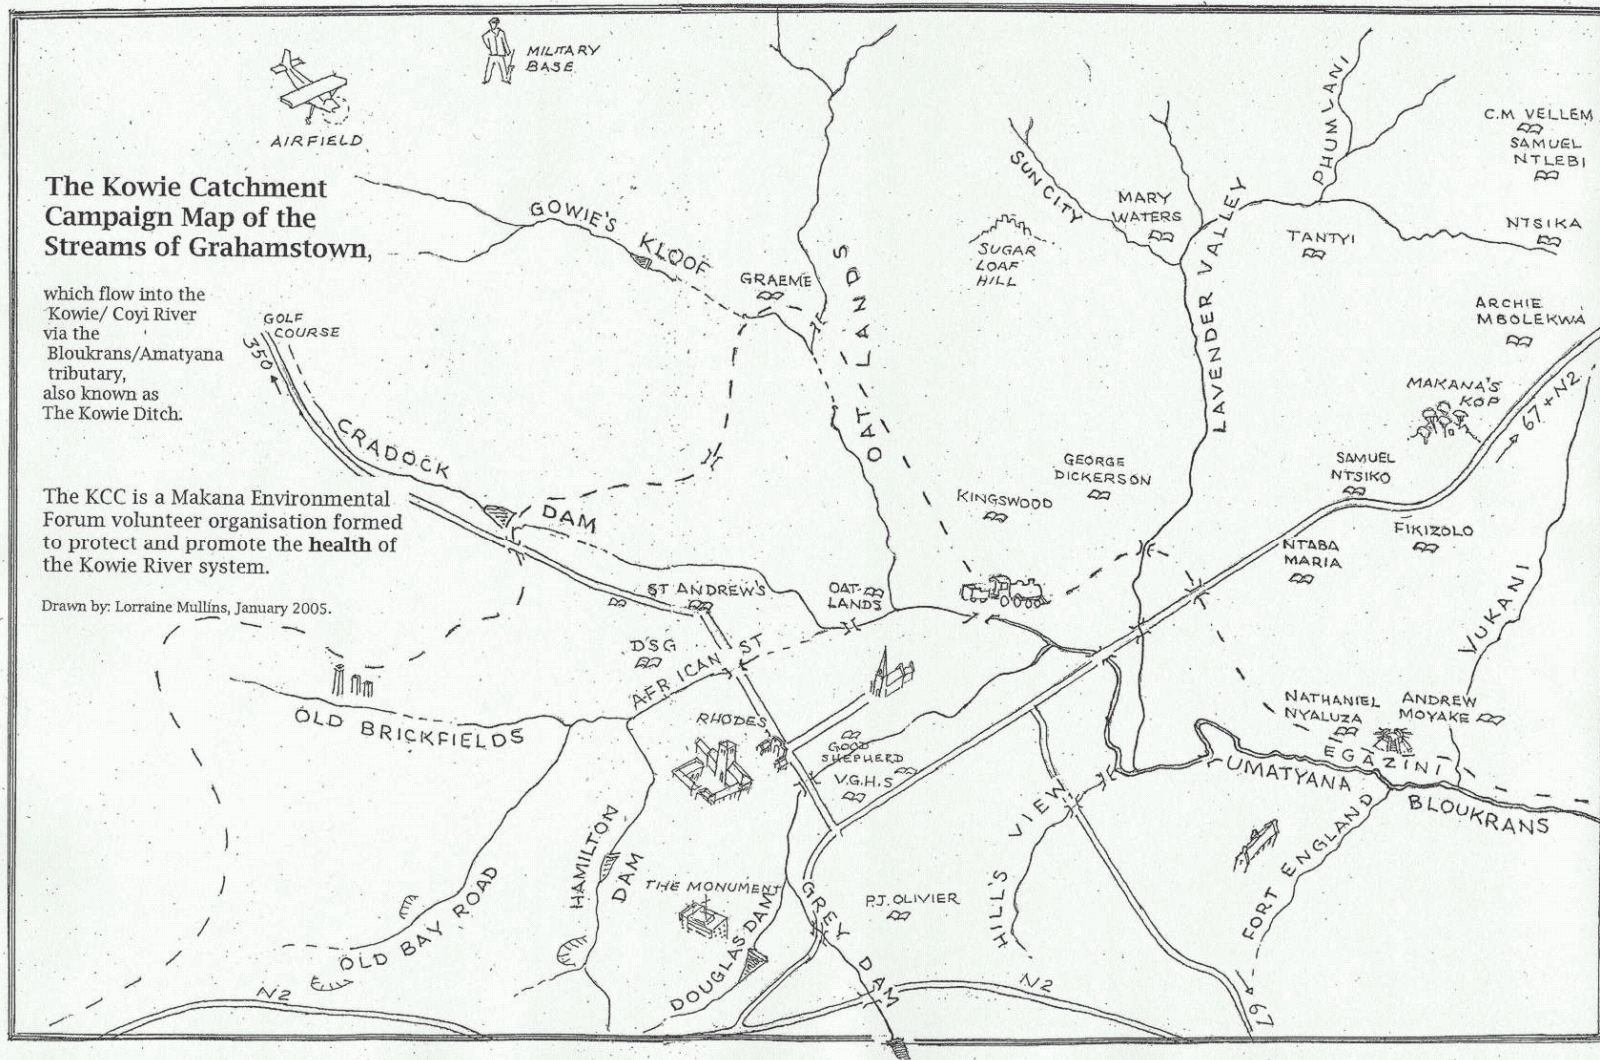 MILITARY
BASE
AIRFIELD
The Kowie Catchment
Campaign Map of the
Streams of Grahamstown,
which flow into the
Kowie/ Coyi River
via the
Bloukrans/Amatyana
tributary,
also known as
The Kowie Ditch.
The KCC is a Makana Environmental
Forum volunteer organisation formed
to protect and promote the health of
the Kowie River system.
Drawn by: Lorraine Mullins, January 2005.
GOWIE'S KLOOF
GRAEME
OATLANDS
SUN CITY
SUGAR
LOAF
HILL
MARY
WATERS
LAVENDER VALLEY
PHUMLANI
TANTYI
C.M VELLEM
SAMUEL
NTLEBI
NTSIKA
ARCHIE
MBOLEKWA
MAKANA'S
KOP
67 + N2
GOLF
COURSE
350
CRADOCK
DAM
GEORGE
DICKERSON
KINGSWOOD
SAMUEL
NTSIKO
FIKIZOLO
NTABA
MARIA
VUKANI
ST ANDREW'S
OAT-
LANDS
DSG
AFRICAN ST
RHODES
GOOD
SHEPHERD
V.G.H.S
OLD BRICKFIELDS
NATHANIEL
NYALUZA
ANDREW
MOYAKE
EGAZINI
UMATYANA
BLOUKRANS
HILL'S VIEW
FORT ENGLAND
HAMILTON
DAM
THE MONUMENT
DOUGLAS DAM
GREY
DAM
P.J. OLIVIER
OLD BAY ROAD
N2
N2
67